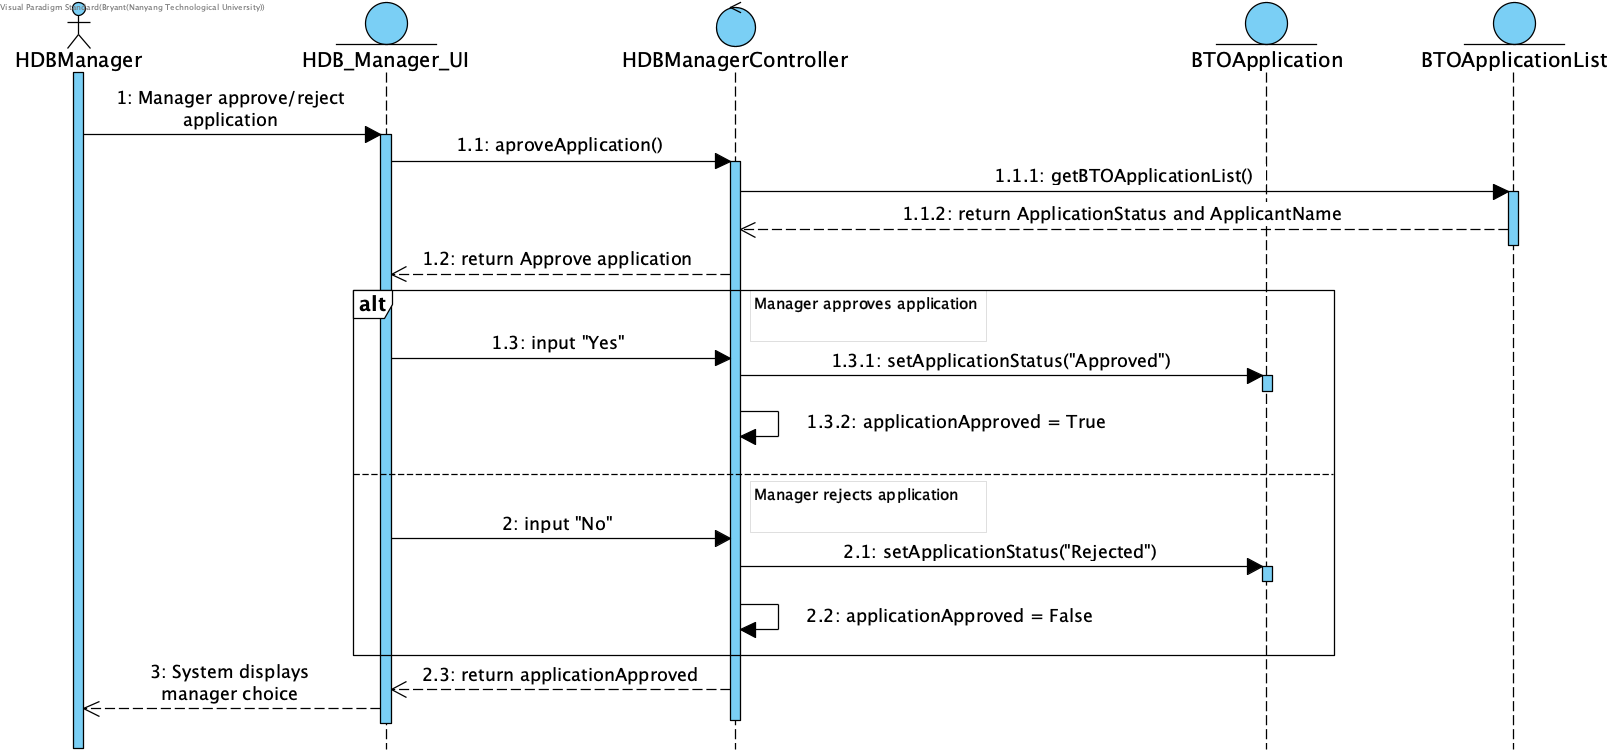 Visual Paradigm Standard(Bryant(Nanyang Technological University))
HDBManager
HDB_Manager_UI
HDBManagerController
BTOApplication
BTOApplicationList
1: Manager approve/reject
application
1.1: aproveApplication()
1.1.1: getBTOApplicationList()
1.1.2: return ApplicationStatus and ApplicantName
1.2: return Approve application
alt
Manager approves application
1.3: input "Yes"
1.3.1: setApplicationStatus("Approved")
1.3.2: applicationApproved = True
Manager rejects application
2: input "No"
2.1: setApplicationStatus("Rejected")
2.2: applicationApproved = False
3: System displays
manager choice
2.3: return applicationApproved